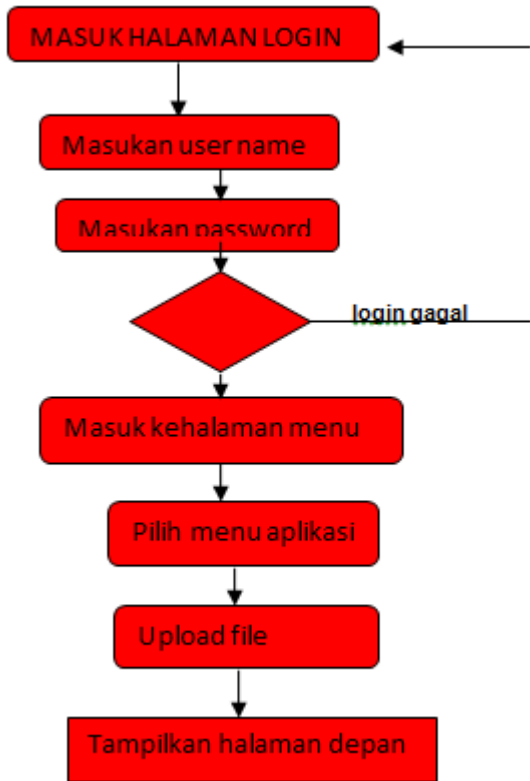 MASUK HALAMAN LOGIN
Masukan user name
Masukan password
login gagal
Masuk kehalaman menu
Pilih menu aplikasi
Upload file
Tampilkan halaman depan